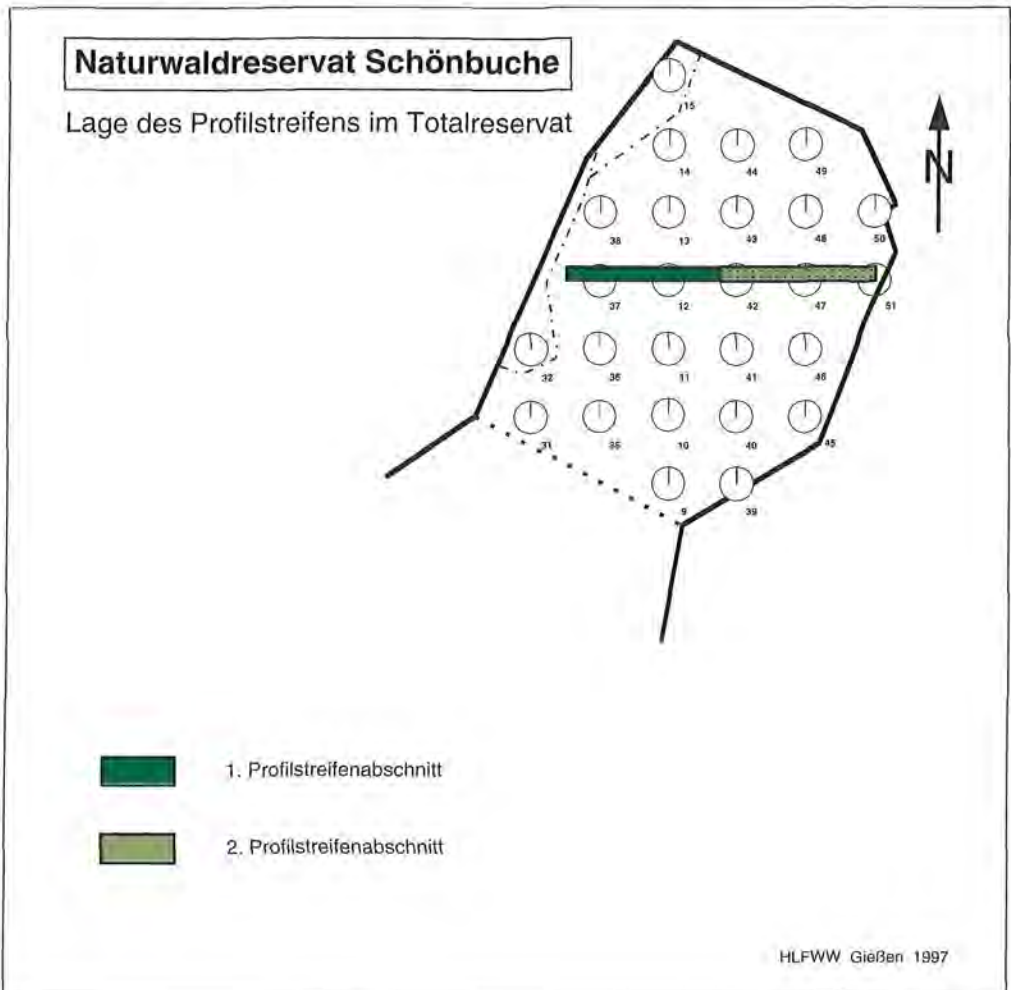 Naturwaldreservat Schönbuche
Lage des Profilstreifens im Totalreservat
N
15
14 44 49
38 13 43 48 50
37 12 42 47 51
32 36 11 41 46
31 35 10 40 45
9 39
1. Profilstreifenabschnitt
2. Profilstreifenabschnitt
HLFWW Gießen 1997